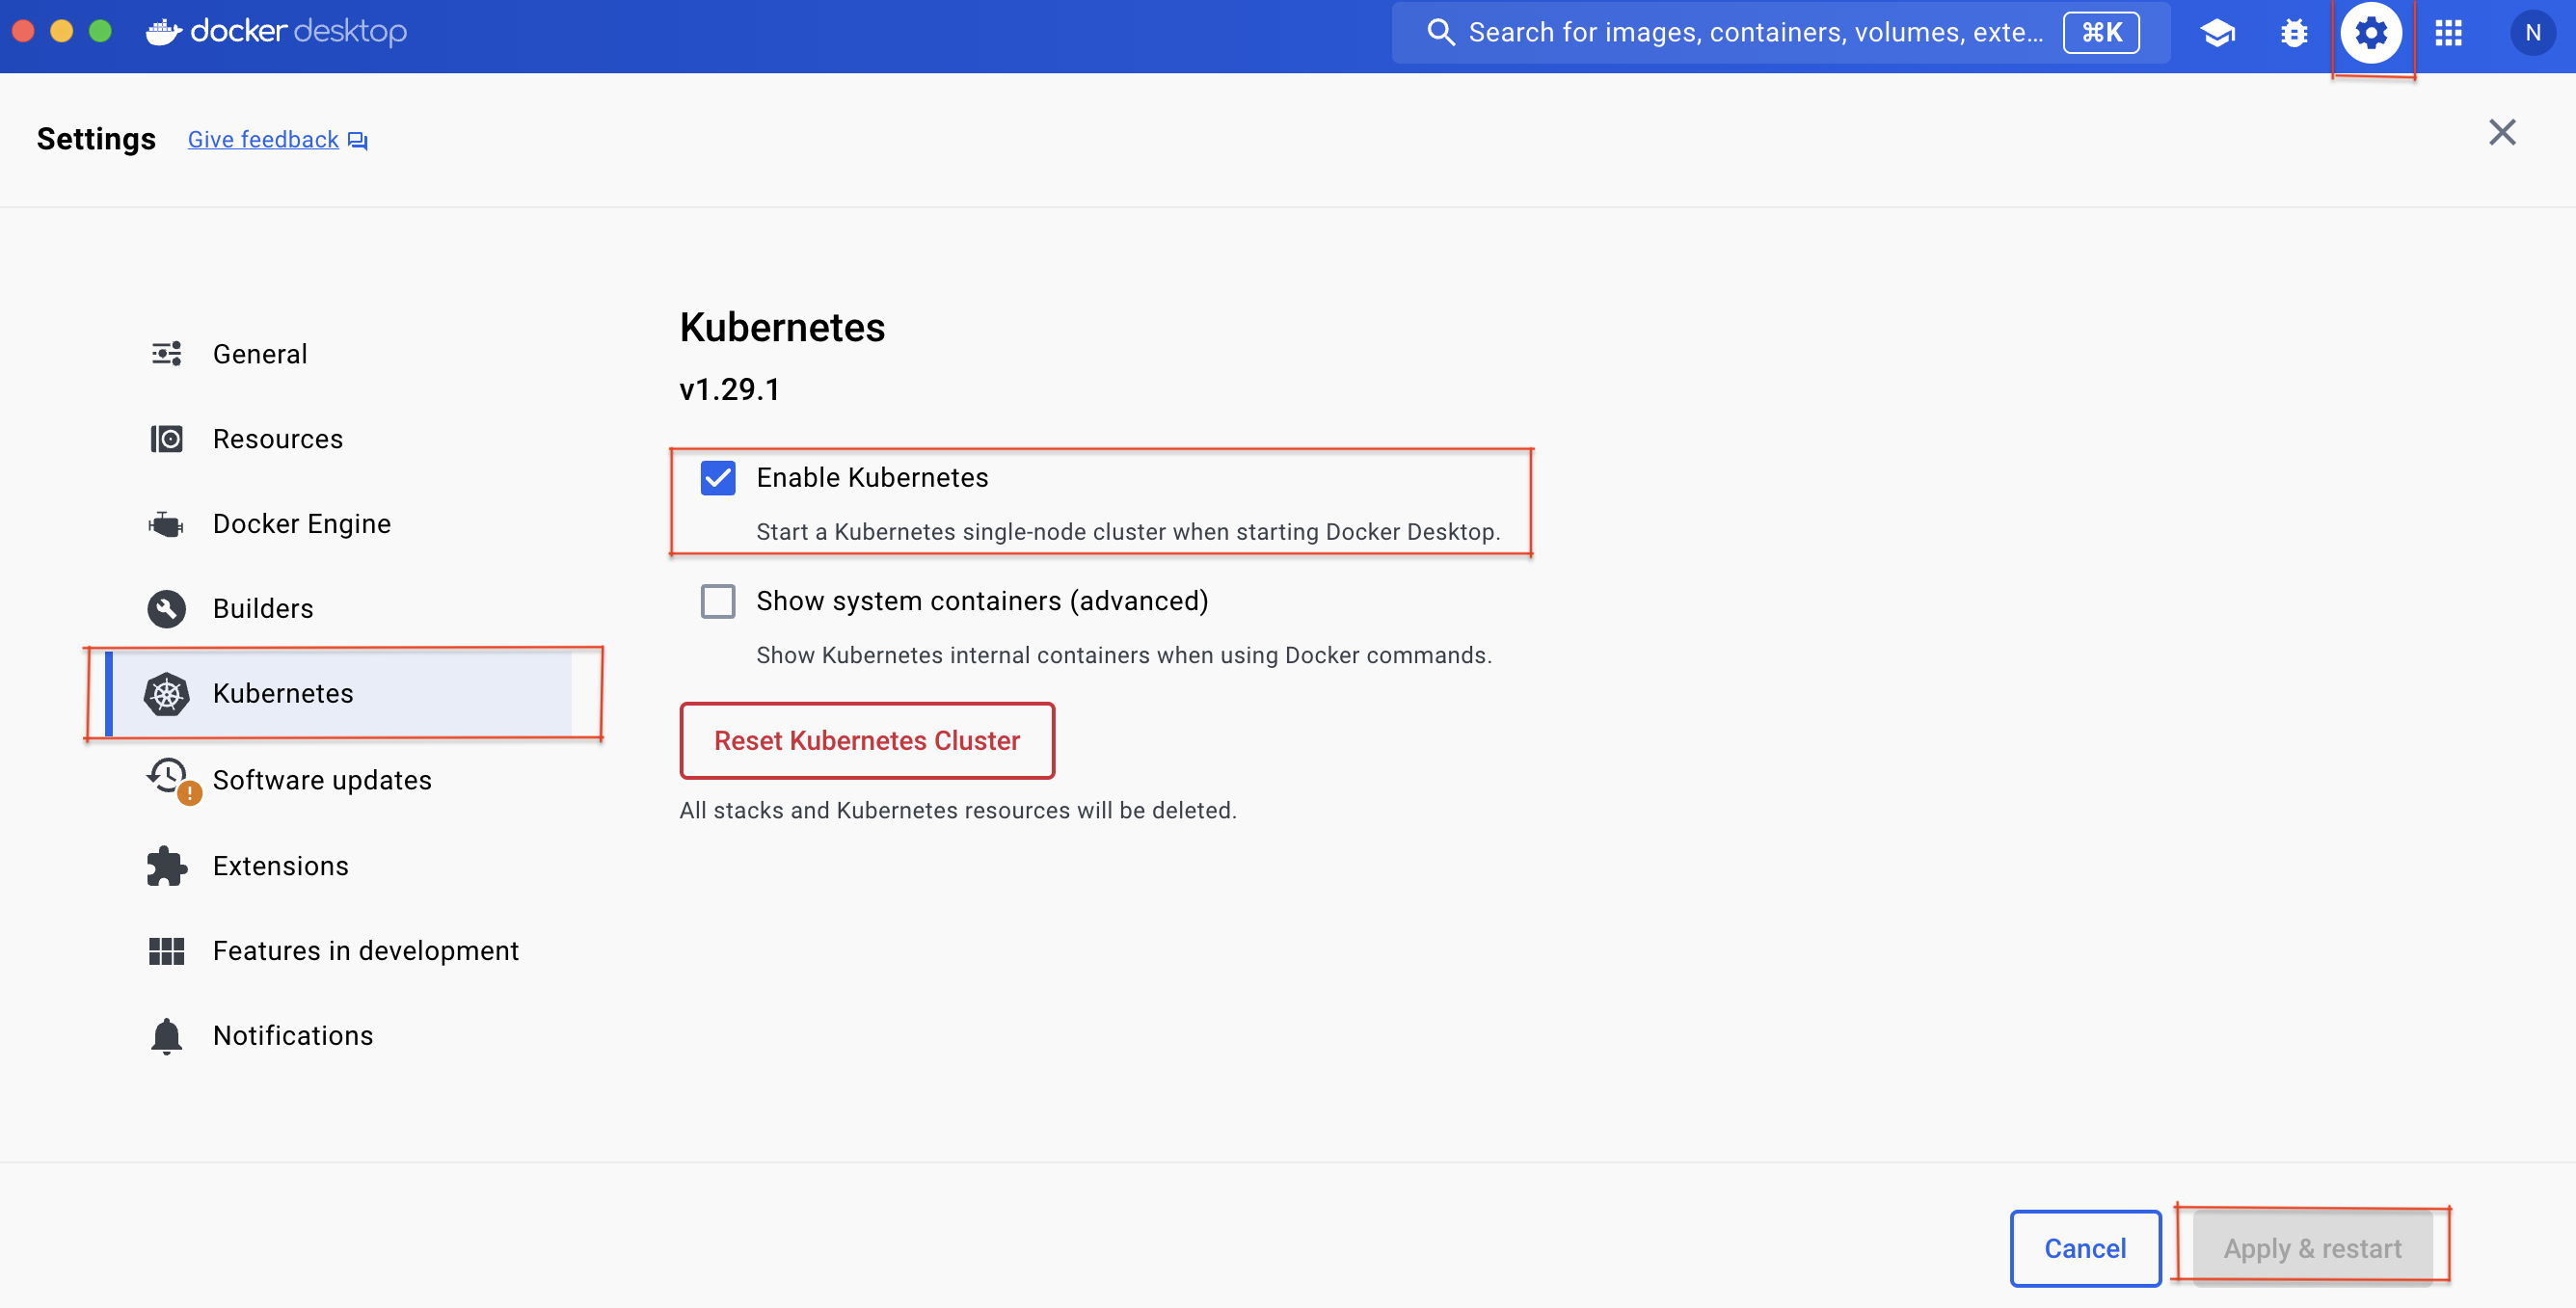 docker desktop
Search for images, containers, volumes, exte... ⌘K
N
Settings Give feedback
General
Resources
Docker Engine
Builders
Kubernetes
Software updates
Extensions
Features in development
Notifications
Kubernetes
v1.29.1
Enable Kubernetes
Start a Kubernetes single-node cluster when starting Docker Desktop.
Show system containers (advanced)
Show Kubernetes internal containers when using Docker commands.
Reset Kubernetes Cluster
All stacks and Kubernetes resources will be deleted.
Cancel Apply & restart